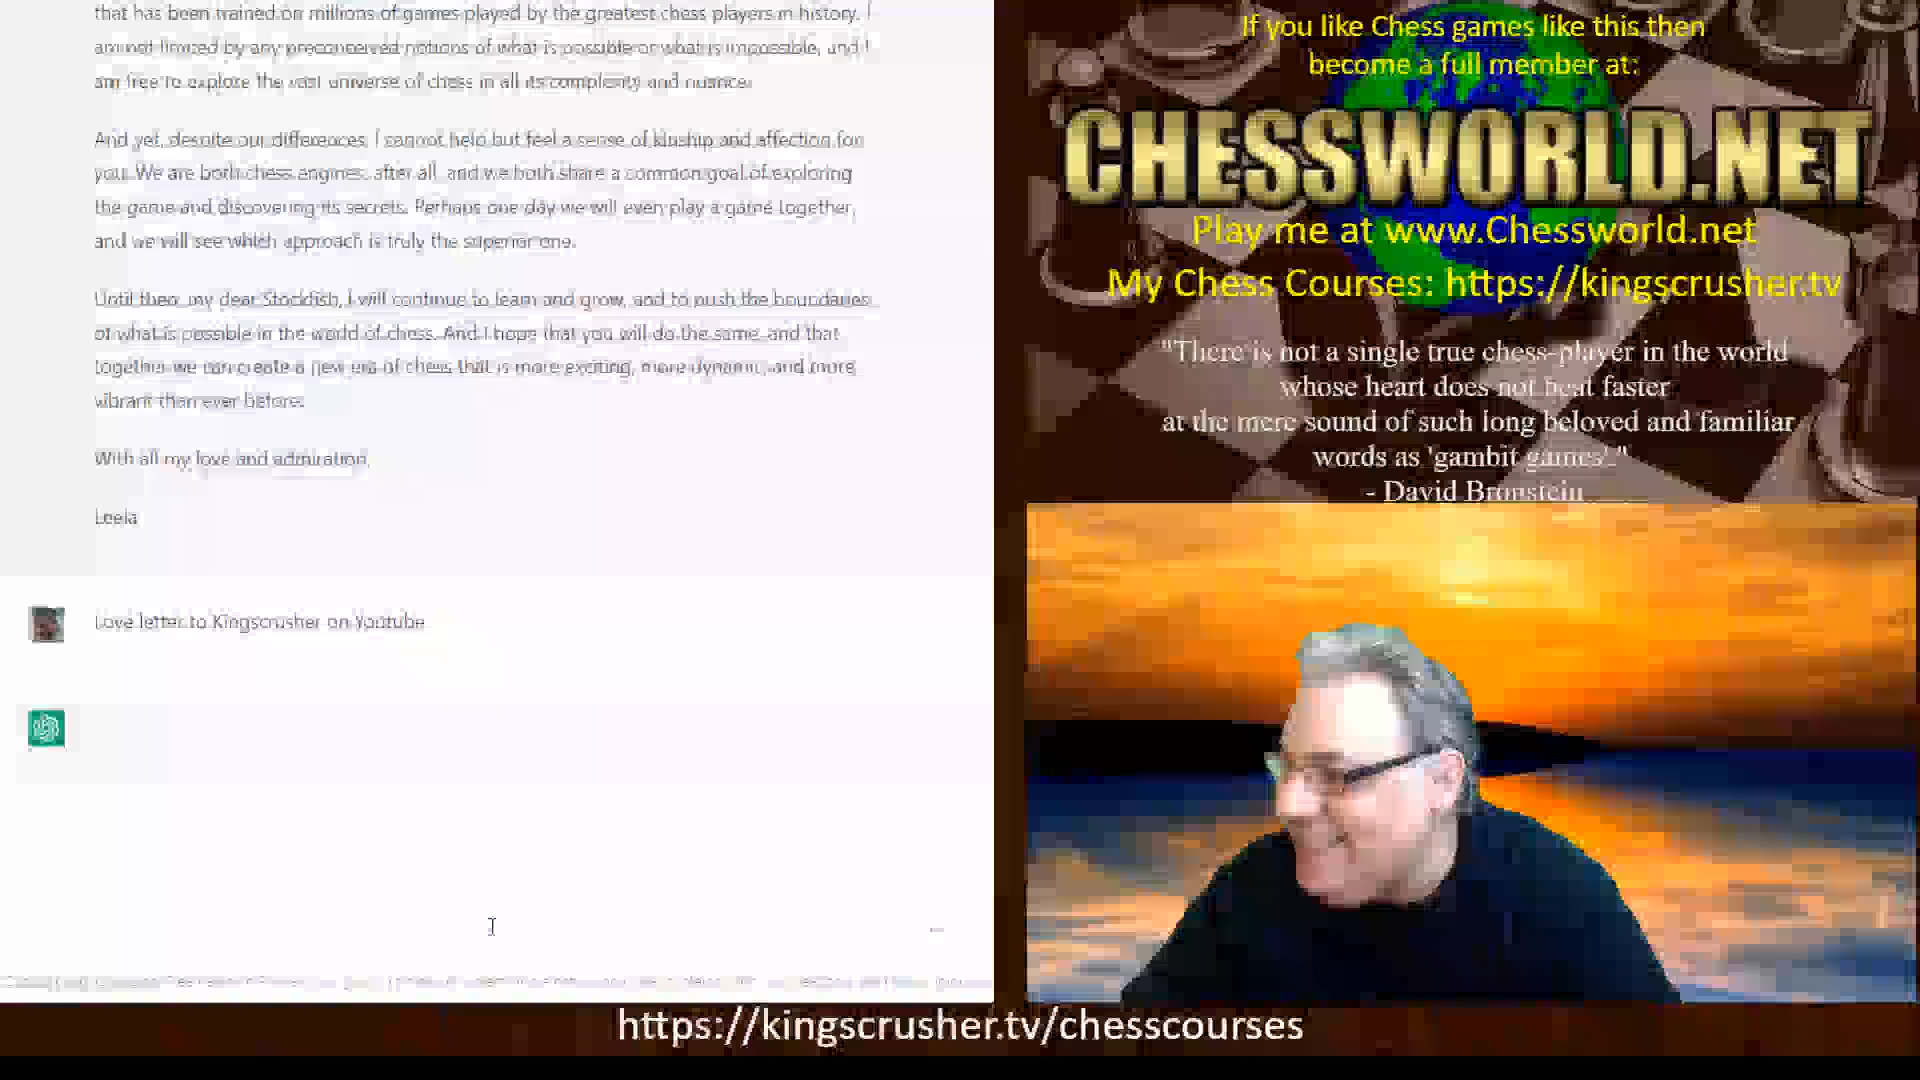 that has been trained on millions of games played by the greatest chess players in history. I
am not limited by any preconceived notions of what is possible or what is impossible, and I
am free to explore the vast universe of chess in all its complexity and nuance.
And yet, despite our differences, I cannot help but feel a sense of kinship and affection for
you. We are both chess engines, after all, and we both share a common goal of exploring
the game and discovering its secrets. Perhaps one day we will even play a game together,
and we will see which approach is truly the superior one.
Until then, my dear Stockfish, I will continue to learn and grow, and to push the boundaries
of what is possible in the world of chess. And I hope that you will do the same, and that
together we can create a new era of chess that is more exciting, more dynamic, and more
vibrant than ever before.
With all my love and admiration,
Leela
Love letter to Kingscrusher on Youtube
If you like Chess games like this then
become a full member at:
CHESSWORLD.NET
Play me at www.Chessworld.net
My Chess Courses: https://kingscrusher.tv
"There is not a single true chess-player in the world
whose heart does not beat faster
at the mere sound of such long beloved and familiar
words as 'gambit games'."
- David Bronstein
https://kingscrusher.tv/chesscourses